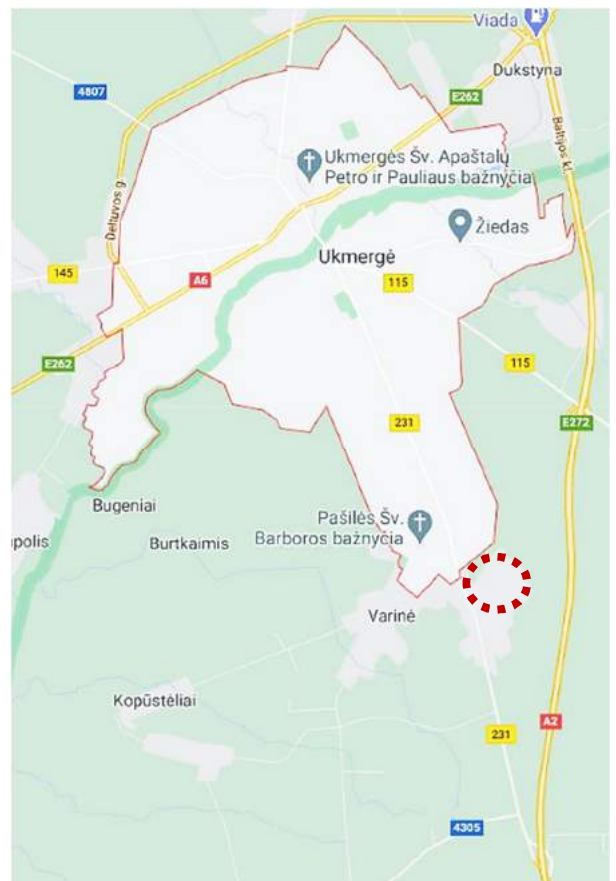 Viada
Dukstyna
4807
E262
Baltijos kl.
Ukmergės Šv. Apaštalų
Petro ir Pauliaus bažnyčia
Deltuvos g.
Žiedas
Ukmergė
145
A6
115
E262
115
231
E272
Bugeniai
Pašilės Šv.
Barboros bažnyčia
polis
Burtkaimis
Varinė
Kopūstėliai
A2
231
4305